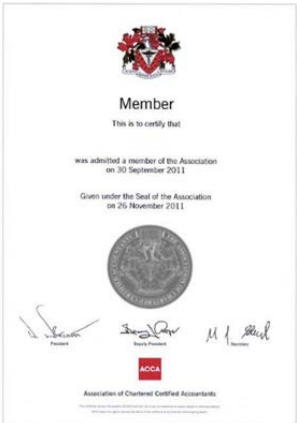 Member
This is to certify that
was admitted a member of the Association
on 30 September 2011
Given under the Seal of the Association
on 26 November 2011
President
Deputy President
Secretary
ACCA
Association of Chartered Certified Accountants